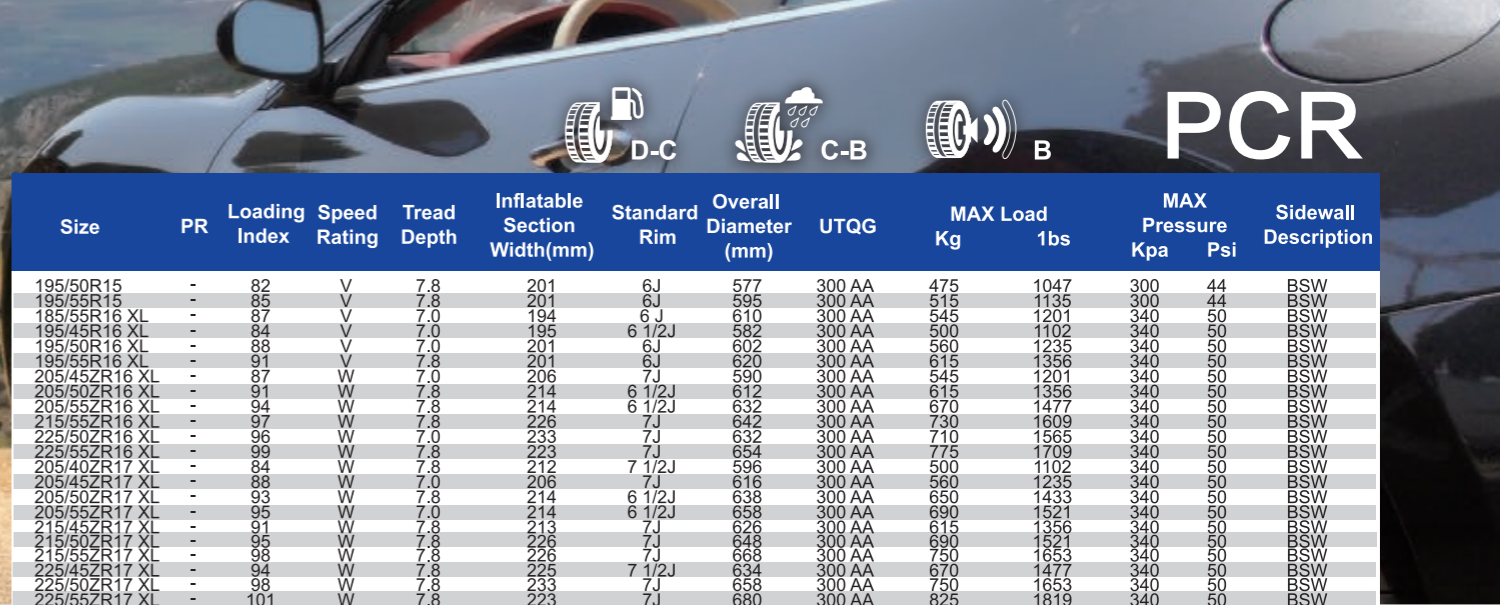 PCR
D-C C-B B
Size PR Loading Index Speed Rating Tread Depth Inflatable Section Width(mm) Standard Rim Overall Diameter (mm) UTQG MAX Load Kg 1bs MAX Pressure Kpa Psi Sidewall Description
195/50R15 - 82 V 7.8 201 6J 577 300 AA 475 1047 300 44 BSW
195/55R15 - 85 V 7.8 201 6J 595 300 AA 515 1135 300 44 BSW
185/55R16 XL - 87 V 7.0 194 6 J 610 300 AA 545 1201 340 50 BSW
195/45R16 XL - 84 V 7.0 195 6 1/2J 582 300 AA 500 1102 340 50 BSW
195/50R16 XL - 88 V 7.0 201 6J 602 300 AA 560 1235 340 50 BSW
195/55R16 XL - 91 V 7.8 201 6J 620 300 AA 615 1356 340 50 BSW
205/45ZR16 XL - 87 W 7.0 206 7J 590 300 AA 545 1201 340 50 BSW
205/50ZR16 XL - 91 W 7.8 214 6 1/2J 612 300 AA 615 1356 340 50 BSW
205/55ZR16 XL - 94 W 7.8 214 6 1/2J 632 300 AA 670 1477 340 50 BSW
215/55ZR16 XL - 97 W 7.8 226 7J 642 300 AA 730 1609 340 50 BSW
225/50ZR16 XL - 96 W 7.0 233 7J 632 300 AA 710 1565 340 50 BSW
225/55ZR16 XL - 99 W 7.8 223 7J 654 300 AA 775 1709 340 50 BSW
205/40ZR17 XL - 84 W 7.8 212 7 1/2J 596 300 AA 500 1102 340 50 BSW
205/45ZR17 XL - 88 W 7.0 206 7J 616 300 AA 560 1235 340 50 BSW
205/50ZR17 XL - 93 W 7.8 214 6 1/2J 638 300 AA 650 1433 340 50 BSW
205/55ZR17 XL - 95 W 7.0 214 6 1/2J 658 300 AA 690 1521 340 50 BSW
215/45ZR17 XL - 91 W 7.8 213 7J 626 300 AA 615 1356 340 50 BSW
215/50ZR17 XL - 95 W 7.8 226 7J 648 300 AA 690 1521 340 50 BSW
215/55ZR17 XL - 98 W 7.8 226 7J 668 300 AA 750 1653 340 50 BSW
225/45ZR17 XL - 94 W 7.8 225 7 1/2J 634 300 AA 670 1477 340 50 BSW
225/50ZR17 XL - 98 W 7.8 233 7J 658 300 AA 750 1653 340 50 BSW
225/55ZR17 XL - 101 W 7.8 223 7J 680 300 AA 825 1819 340 50 BSW